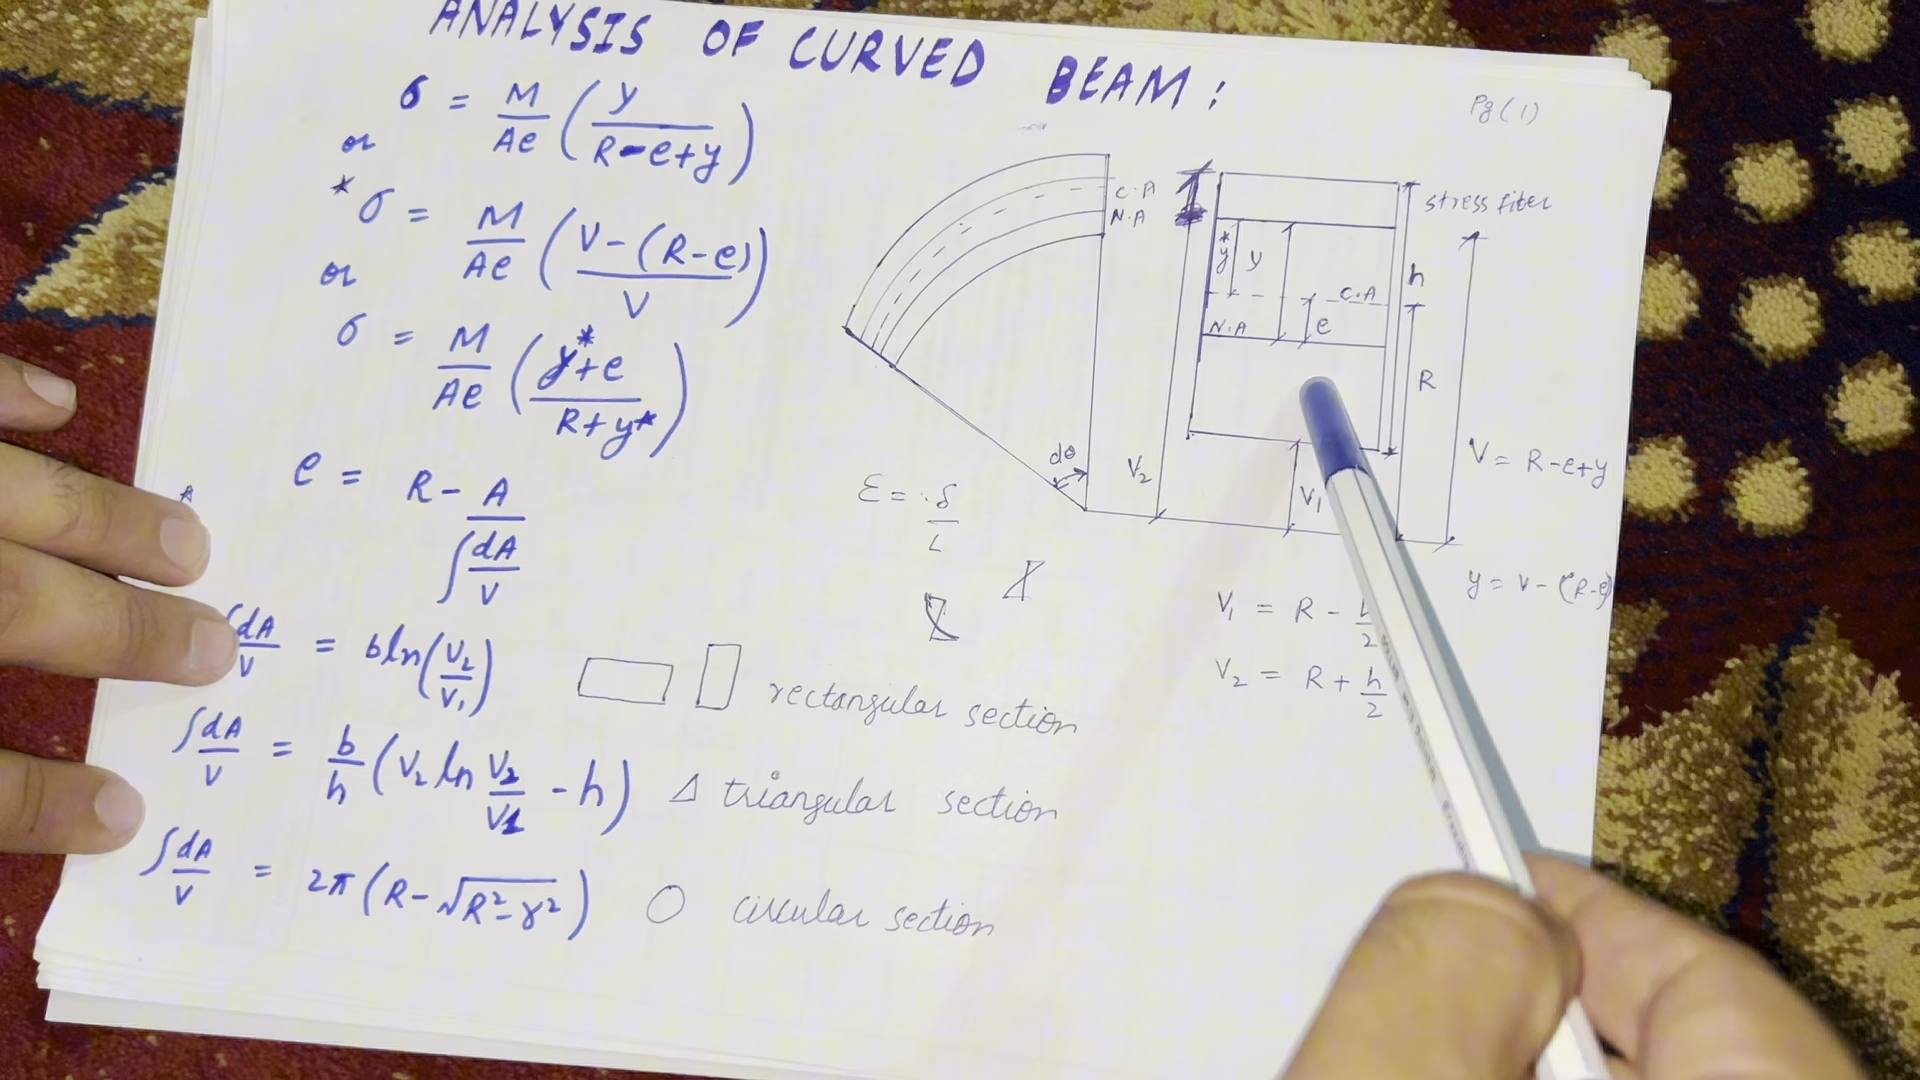 ANALYSIS OF CURVED BEAM :
Pg (1)
σ = M/Ae ( y / R-e+y )
or
* σ = M/Ae ( V-(R-e) / V )
or
σ = M/Ae ( y*+e / R+y* )
e = R - A / ∫ dA/V
∫ dA/V = b ln ( V₂/V₁ ) rectangular section
∫ dA/V = b/h ( V₂ ln V₂/V1 - h ) Δ triangular section
∫ dA/V = 2π ( R - √R²-r² ) ○ circular section
C.A
N.A
dθ
ε = δ/L
stress fiber
y*
y
C.A
N.A
e
h
R
V₂
V₁
V = R-e+y
y = V - (R-e)
V₁ = R - /2
V₂ = R + h/2